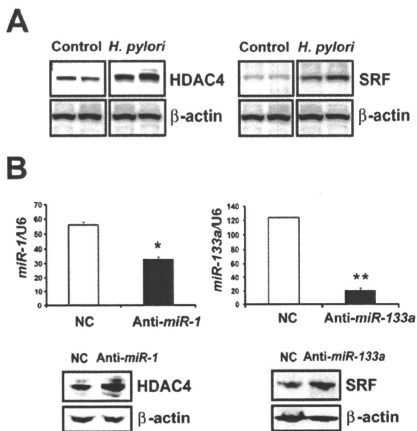 A
Control H. pylori Control H. pylori
HDAC4 SRF
β-actin β-actin
B
miR-1/U6
70
60
50
40
30
20
10
0
*
NC Anti-miR-1
miR-133a/U6
140
120
100
80
60
40
20
0
**
NC Anti-miR-133a
NC Anti-miR-1 NC Anti-miR-133a
HDAC4 SRF
β-actin β-actin